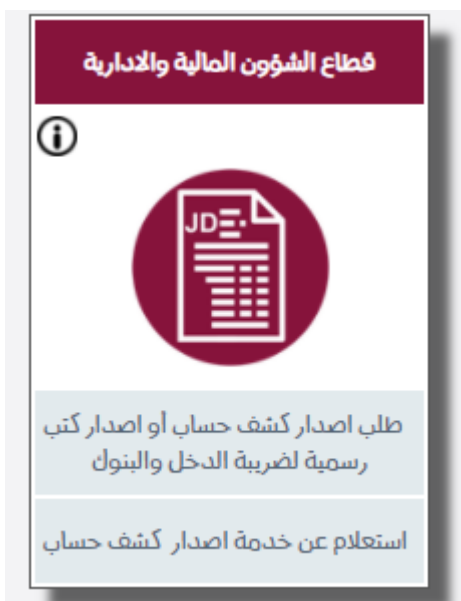 قطاع الشؤون المالية والادارية
JD
طلب اصدار كشف حساب أو اصدار كتب
رسمية لضريبة الدخل والبنوك
استعلام عن خدمة اصدار كشف حساب